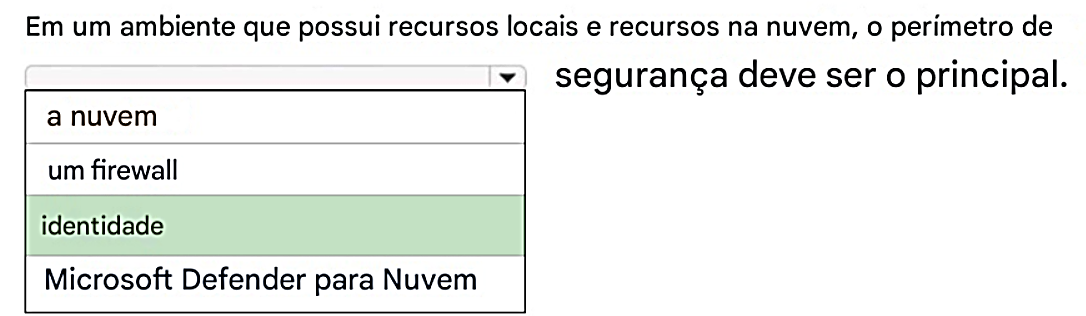 Em um ambiente que possui recursos locais e recursos na nuvem, o perímetro de
segurança deve ser o principal.
a nuvem
um firewall
identidade
Microsoft Defender para Nuvem